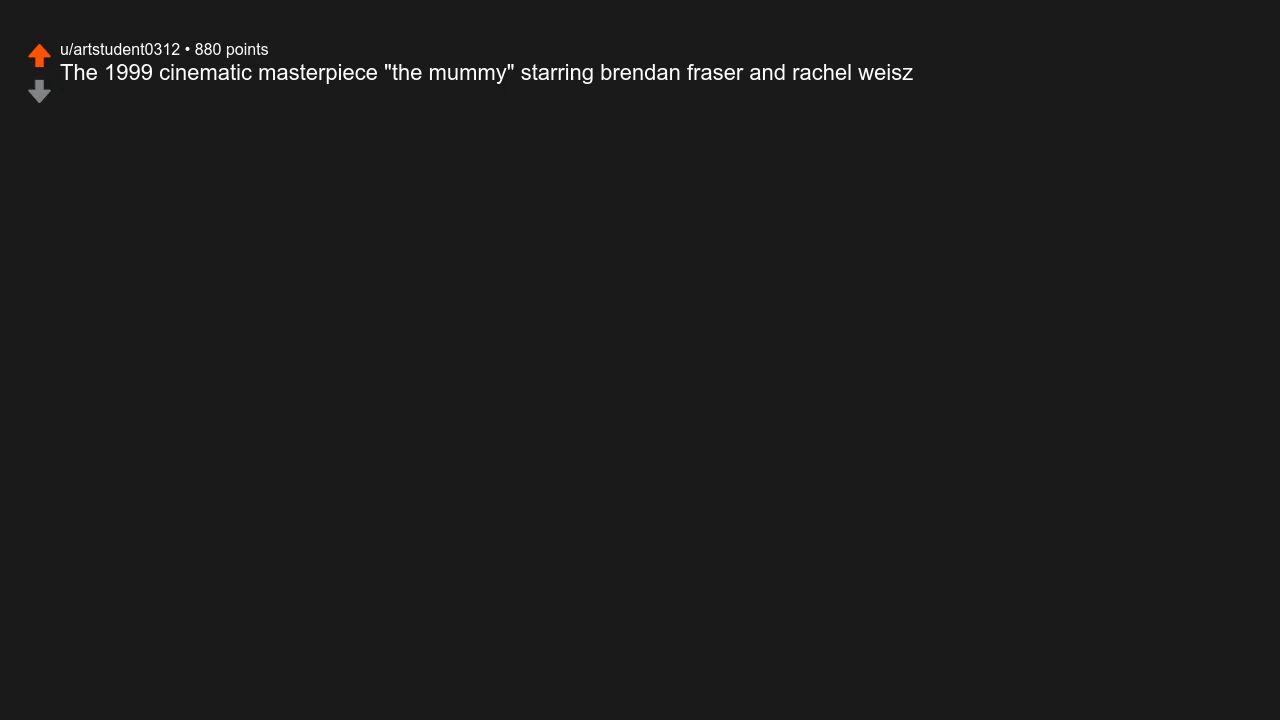 u/artstudent0312 • 880 points
The 1999 cinematic masterpiece "the mummy" starring brendan fraser and rachel weisz